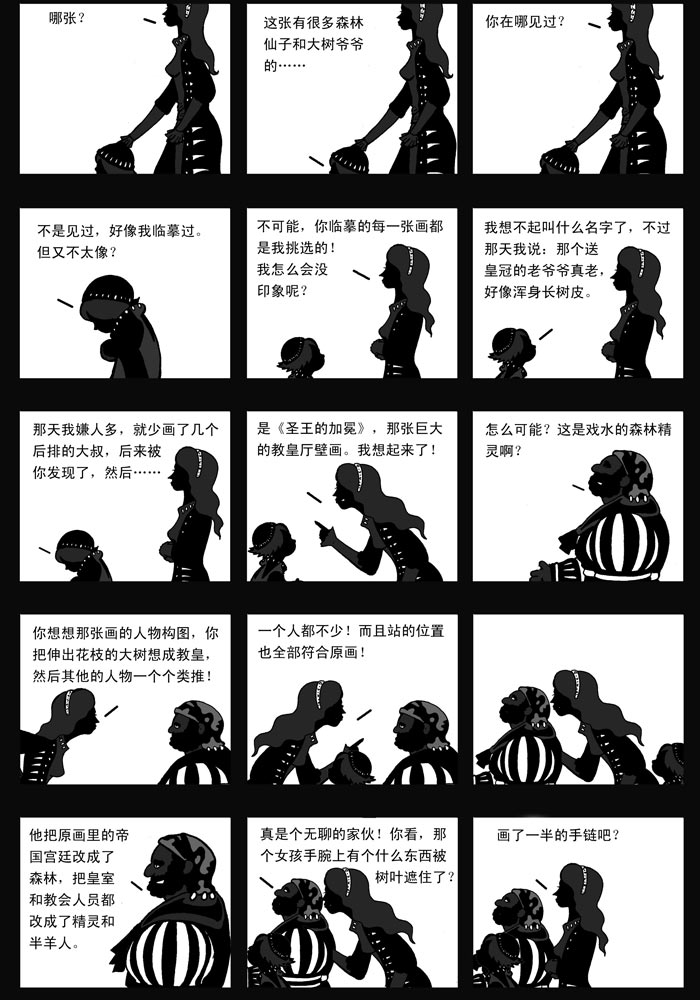 哪张？
这张有很多森林
仙子和大树爷爷
的……
你在哪见过？
不是见过，好像我临摹过。
但又不太像？
不可能，你临摹的每一张画都
是我挑选的！
我怎么会没
印象呢？
我想不起叫什么名字了，不过
那天我说：那个送
皇冠的老爷爷真老，
好像浑身长树皮。
那天我嫌人多，就少画了几个
后排的大叔，后来被
你发现了，然后……
是《圣王的加冕》，那张巨大
的教皇厅壁画。我想起来了！
怎么可能？这是戏水的森林精
灵啊？
你想想那张画的人物构图，你
把伸出花枝的大树想成教皇，
然后其他的人物一个个类推！
一个人都不少！而且站的位置
也全部符合原画！
他把原画里的帝
国宫廷改成了
森林，把皇室
和教会人员都
改成了精灵和
半羊人。
真是个无聊的家伙！你看，那
个女孩手腕上有个什么东西被
树叶遮住了？
画了一半的手链吧？